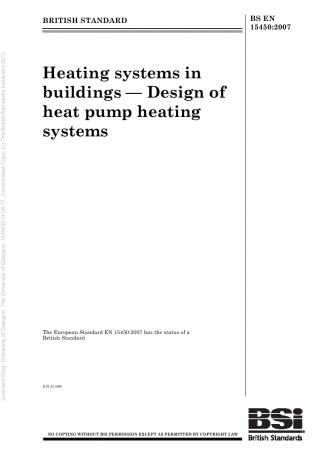 BRITISH STANDARD
BS EN
15450:2007
Heating systems in
buildings — Design of
heat pump heating
systems
The European Standard EN 15450:2007 has the status of a
British Standard
NO COPYING WITHOUT BSI PERMISSION EXCEPT AS PERMITTED BY COPYRIGHT LAW
BSi
British Standards